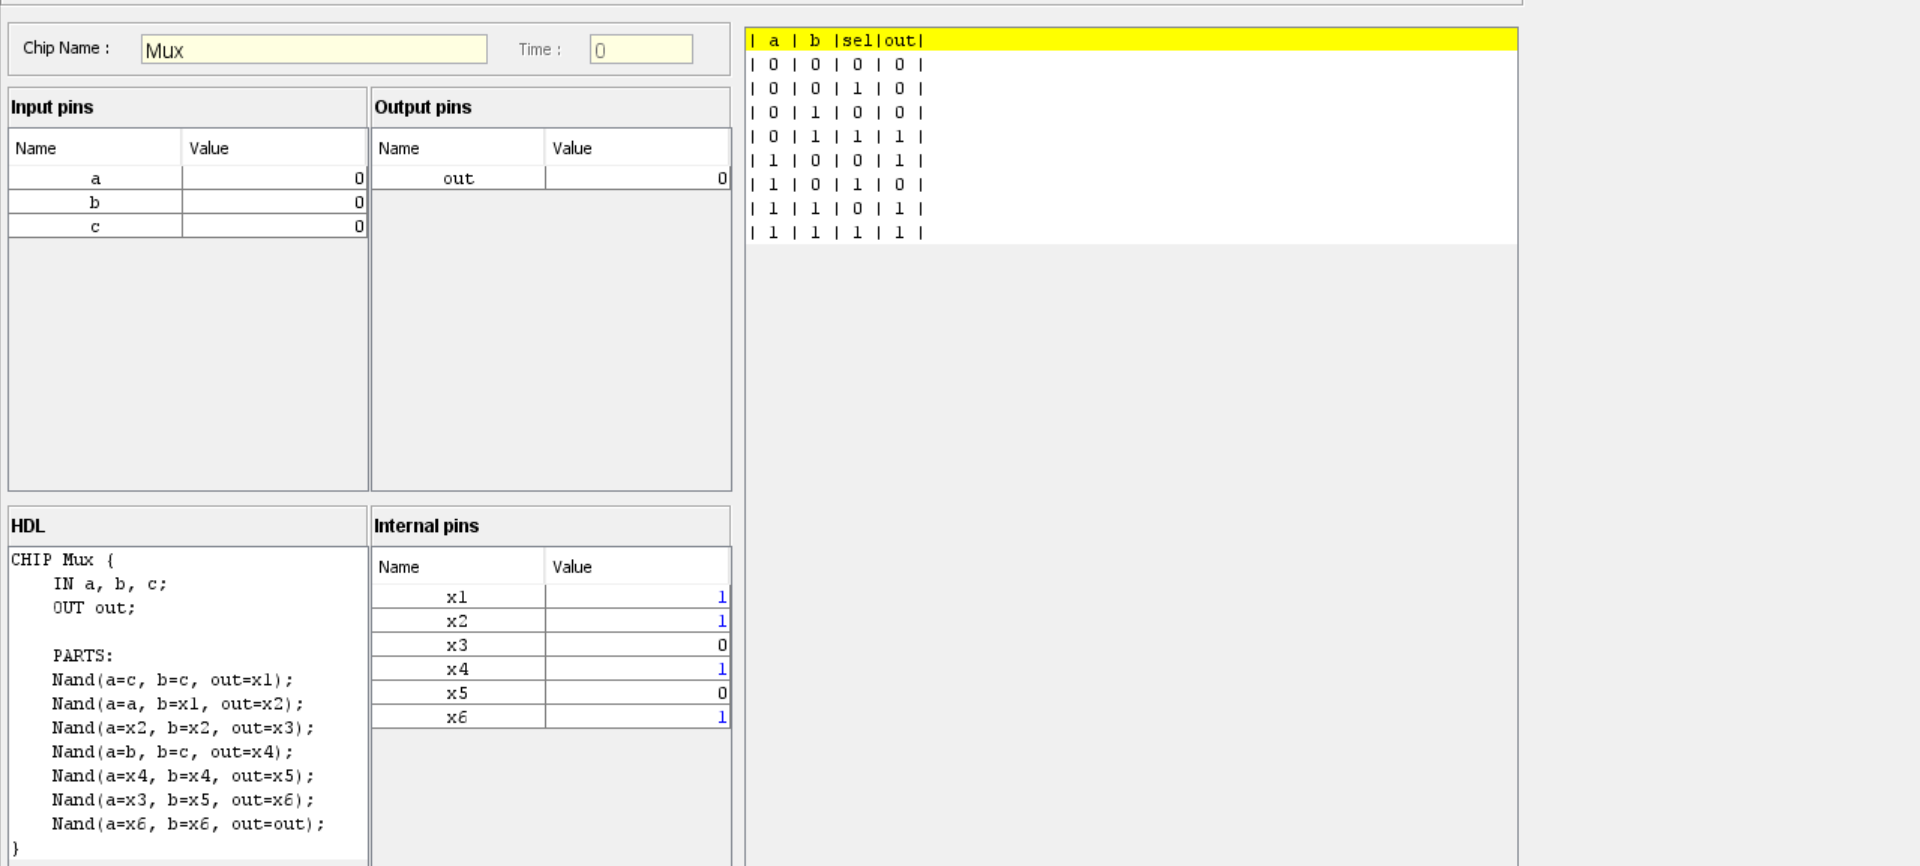 Chip Name : Mux Time : 0
Input pins
Name Value
a 0
b 0
c 0
Output pins
Name Value
out 0
HDL
CHIP Mux {
    IN a, b, c;
    OUT out;

    PARTS:
    Nand(a=c, b=c, out=x1);
    Nand(a=a, b=x1, out=x2);
    Nand(a=x2, b=x2, out=x3);
    Nand(a=b, b=c, out=x4);
    Nand(a=x4, b=x4, out=x5);
    Nand(a=x3, b=x5, out=x6);
    Nand(a=x6, b=x6, out=out);
}
Internal pins
Name Value
x1 1
x2 1
x3 0
x4 1
x5 0
x6 1
| a | b |sel|out|
| 0 | 0 | 0 | 0 |
| 0 | 0 | 1 | 0 |
| 0 | 1 | 0 | 0 |
| 0 | 1 | 1 | 1 |
| 1 | 0 | 0 | 1 |
| 1 | 0 | 1 | 0 |
| 1 | 1 | 0 | 1 |
| 1 | 1 | 1 | 1 |